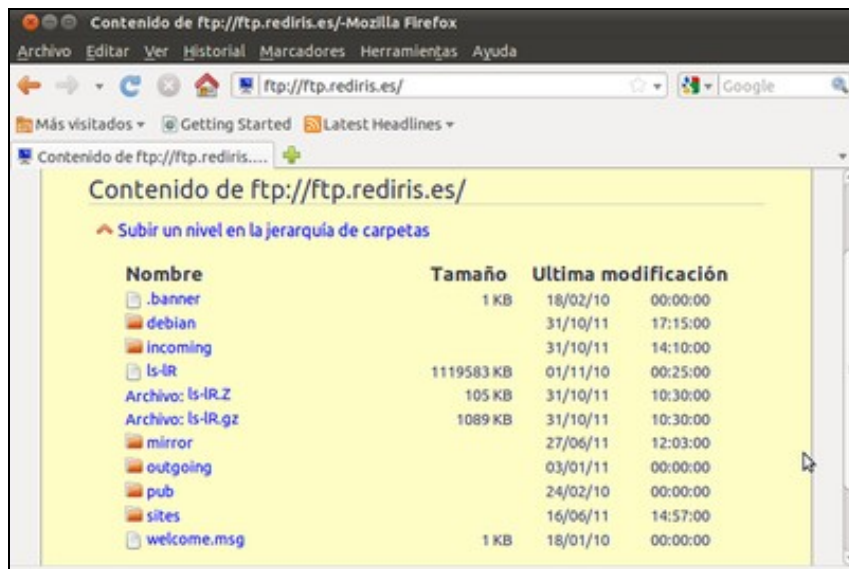 Contenido de ftp://ftp.rediris.es/-Mozilla Firefox
Archivo Editar Ver Historial Marcadores Herramientas Ayuda
ftp://ftp.rediris.es/ Google
Más visitados Getting Started Latest Headlines
Contenido de ftp://ftp.rediris....
Contenido de ftp://ftp.rediris.es/
Subir un nivel en la jerarquía de carpetas
Nombre Tamaño Ultima modificación
.banner 1 KB 18/02/10 00:00:00
debian 31/10/11 17:15:00
incoming 31/10/11 14:10:00
ls-lR 1119583 KB 01/11/10 00:25:00
Archivo: ls-lR.Z 105 KB 31/10/11 10:30:00
Archivo: ls-lR.gz 1089 KB 31/10/11 10:30:00
mirror 27/06/11 12:03:00
outgoing 03/01/11 00:00:00
pub 24/02/10 00:00:00
sites 16/06/11 14:57:00
welcome.msg 1 KB 18/01/10 00:00:00